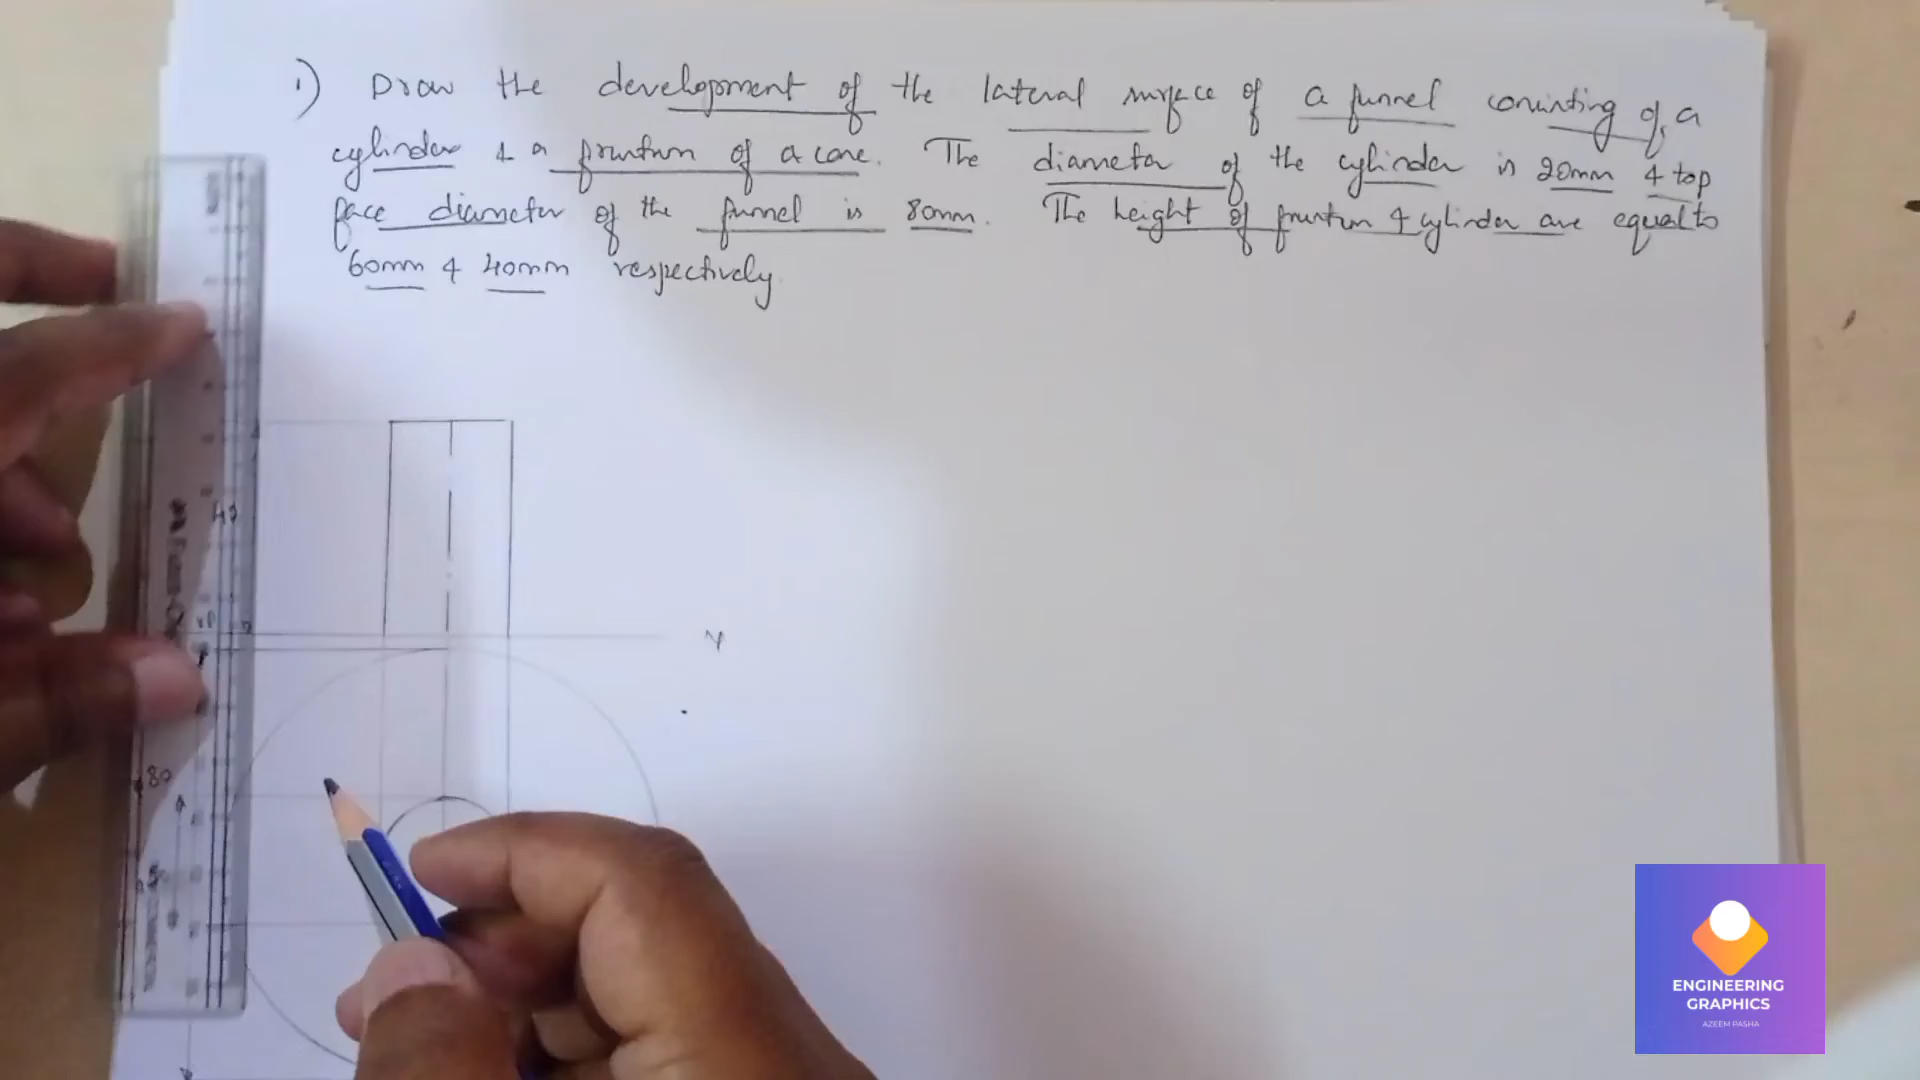 1) Draw the development of the lateral surface of a funnel consisting of a
cylinder & a frustum of a cone. The diameter of the cylinder is 20mm & top
face diameter of the funnel is 80mm. The height of frustum & cylinder are equal to
60mm & 40mm respectively.
40
Y
80
ENGINEERING
GRAPHICS
AZEEM PASHA